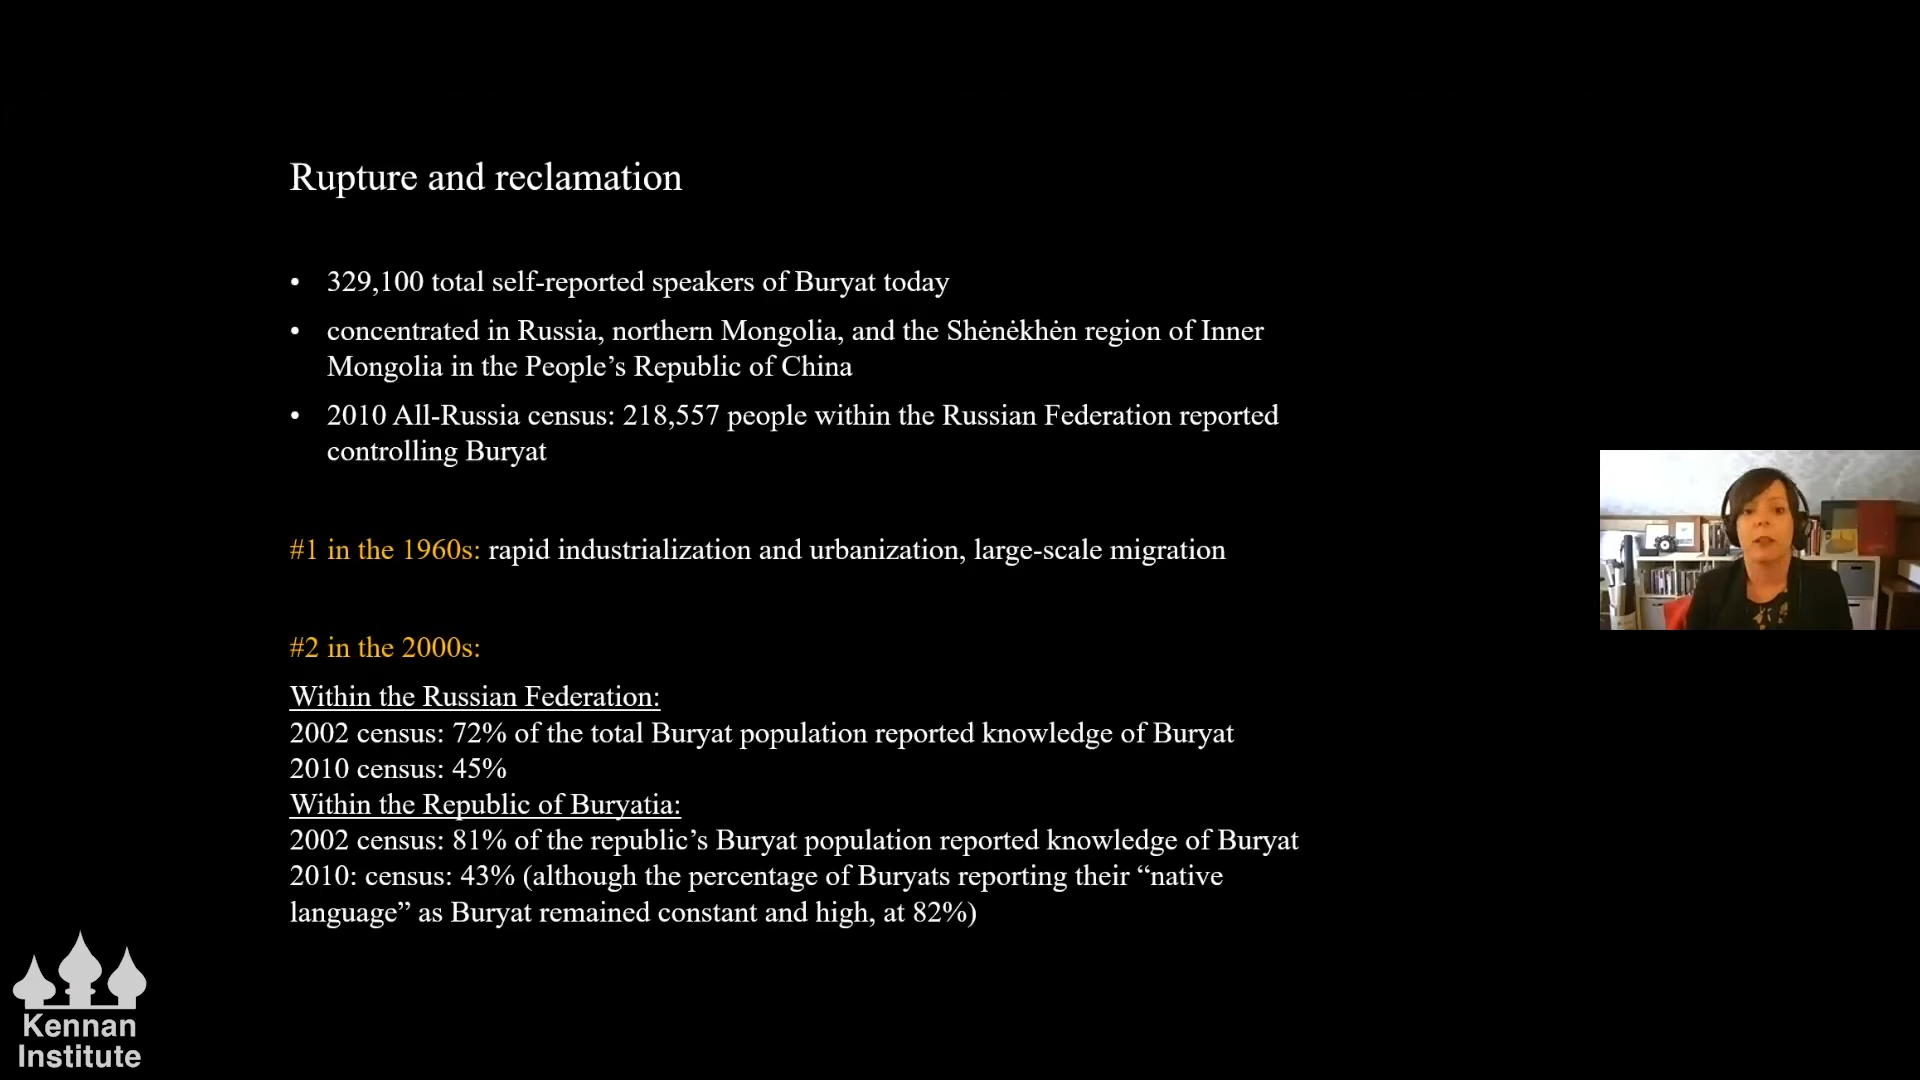 Rupture and reclamation
• 329,100 total self-reported speakers of Buryat today
• concentrated in Russia, northern Mongolia, and the Shėnėkhėn region of Inner
Mongolia in the People’s Republic of China
• 2010 All-Russia census: 218,557 people within the Russian Federation reported
controlling Buryat
#1 in the 1960s: rapid industrialization and urbanization, large-scale migration
#2 in the 2000s:
Within the Russian Federation:
2002 census: 72% of the total Buryat population reported knowledge of Buryat
2010 census: 45%
Within the Republic of Buryatia:
2002 census: 81% of the republic’s Buryat population reported knowledge of Buryat
2010: census: 43% (although the percentage of Buryats reporting their “native
language” as Buryat remained constant and high, at 82%)
Kennan
Institute